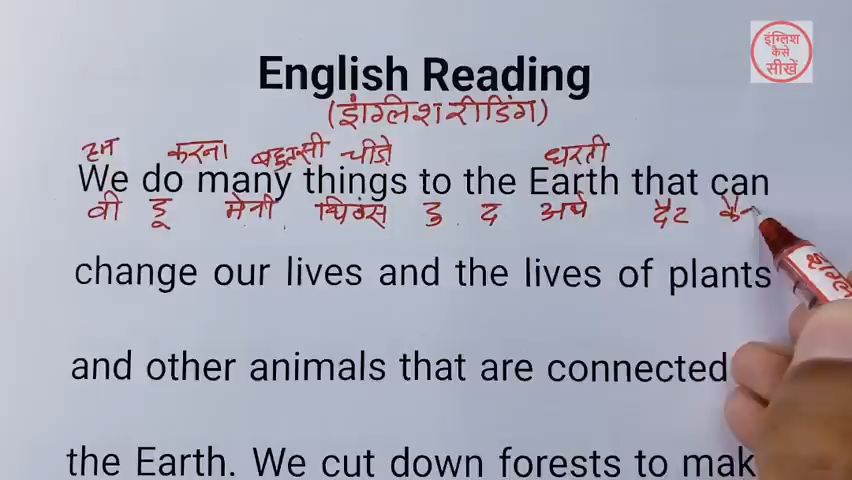 इंग्लिश
कैसे
सीखें
English Reading
(इंग्लिश रीडिंग)
हम करना बहुत सी चीजें धरती
We do many things to the Earth that can
वी डू मेनी थिंग्स टु द अर्थ दैट
change our lives and the lives of plants
and other animals that are connected
the Earth. We cut down forests to mak